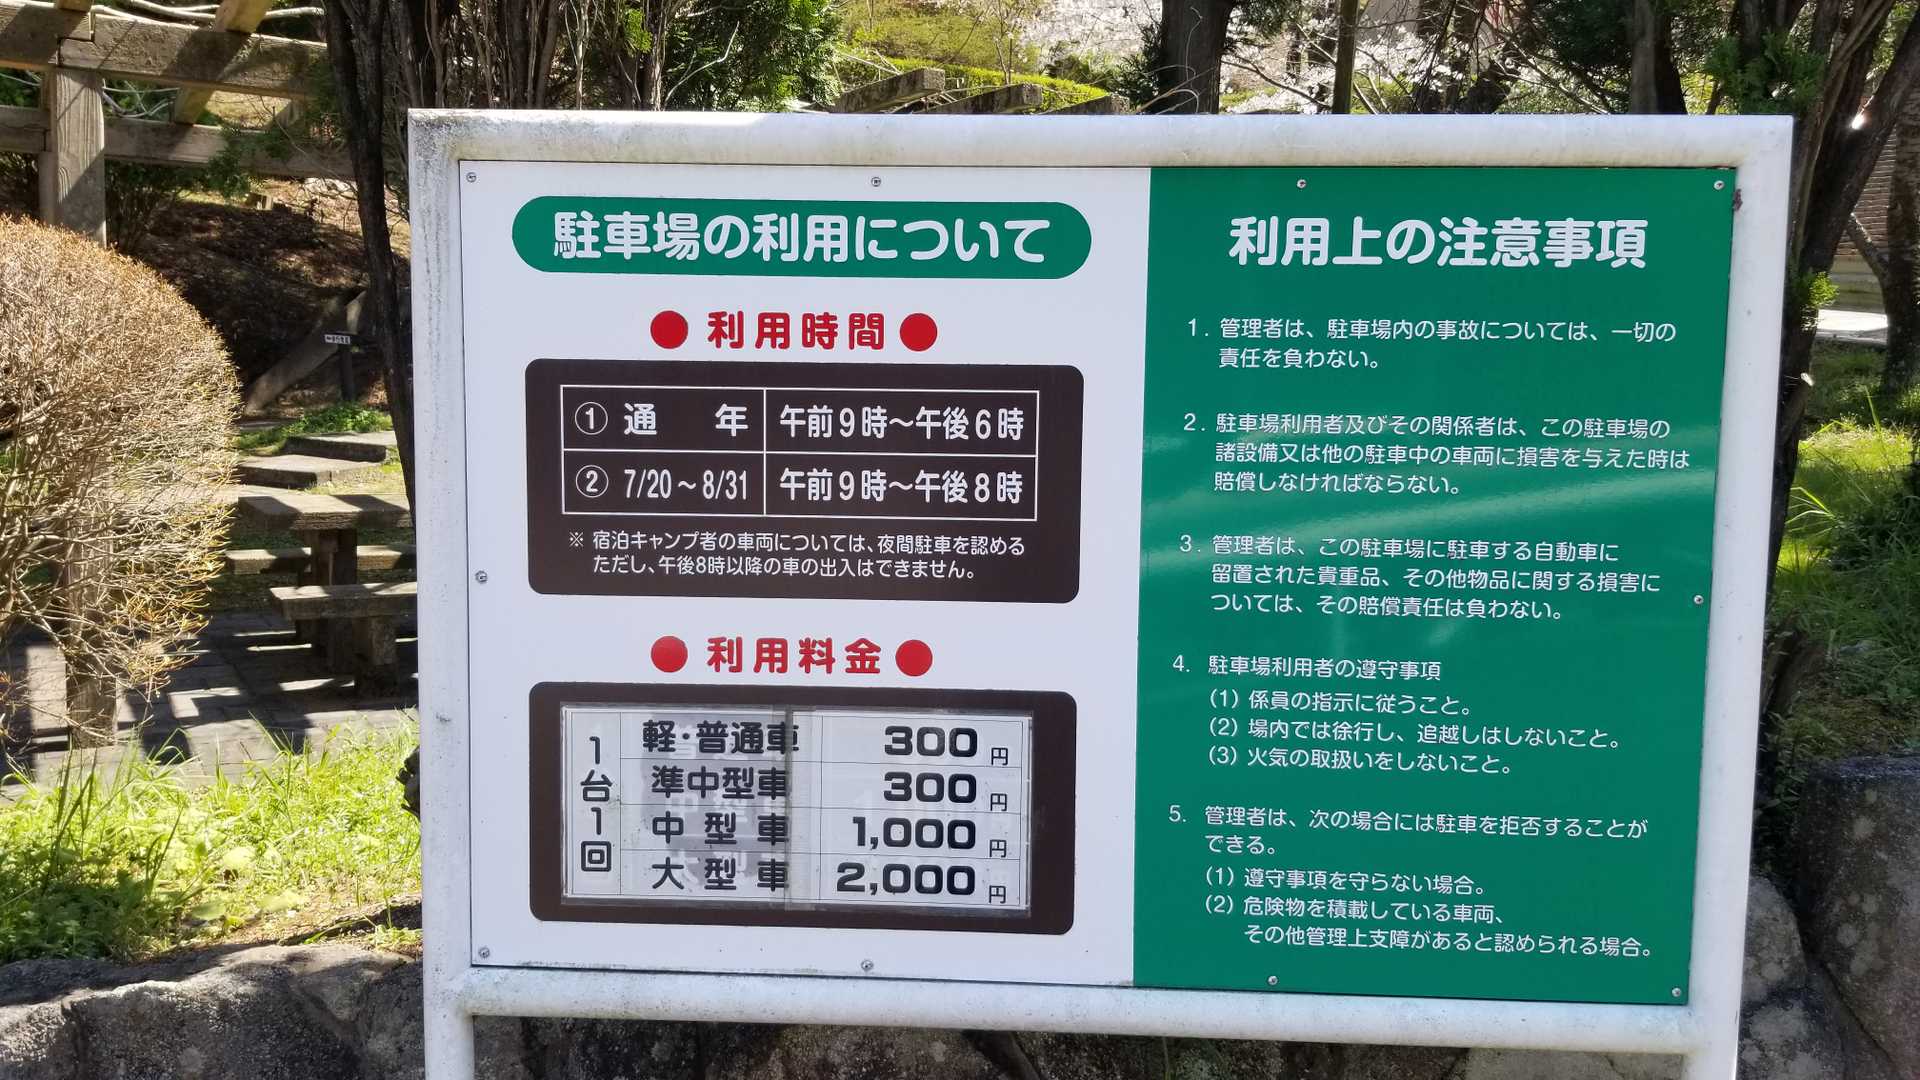 駐車場の利用について
●利用時間●
① 通 年 午前9時～午後6時
② 7/20～8/31 午前9時～午後8時
※ 宿泊キャンプ者の車両については、夜間駐車を認める
ただし、午後8時以降の車の出入はできません。
●利用料金●
1台1回
軽・普通車 300円
準中型車 300円
中型車 1,000円
大型車 2,000円
利用上の注意事項
1. 管理者は、駐車場内の事故については、一切の
責任を負わない。
2. 駐車場利用者及びその関係者は、この駐車場の
諸設備又は他の駐車中の車両に損害を与えた時は
賠償しなければならない。
3. 管理者は、この駐車場に駐車する自動車に
留置された貴重品、その他物品に関する損害に
ついては、その賠償責任は負わない。
4. 駐車場利用者の遵守事項
(1) 係員の指示に従うこと。
(2) 場内では徐行し、追越しはしないこと。
(3) 火気の取扱いをしないこと。
5. 管理者は、次の場合には駐車を拒否することが
できる。
(1) 遵守事項を守らない場合。
(2) 危険物を積載している車両、
その他管理上支障があると認められる場合。